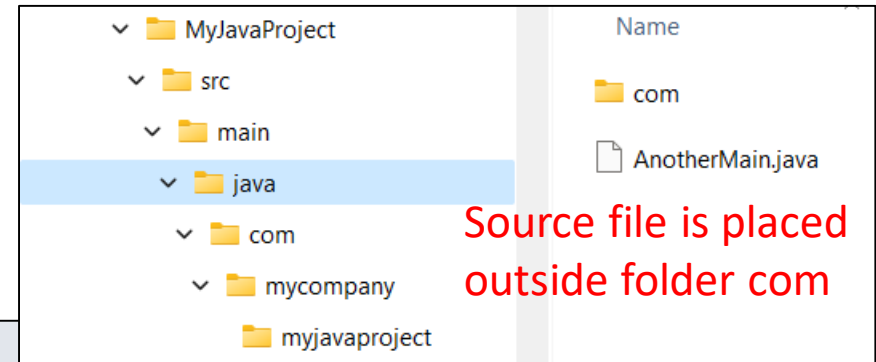 MyJavaProject
src
main
java
com
mycompany
myjavaproject
Name
com
AnotherMain.java
Source file is placed
outside folder com